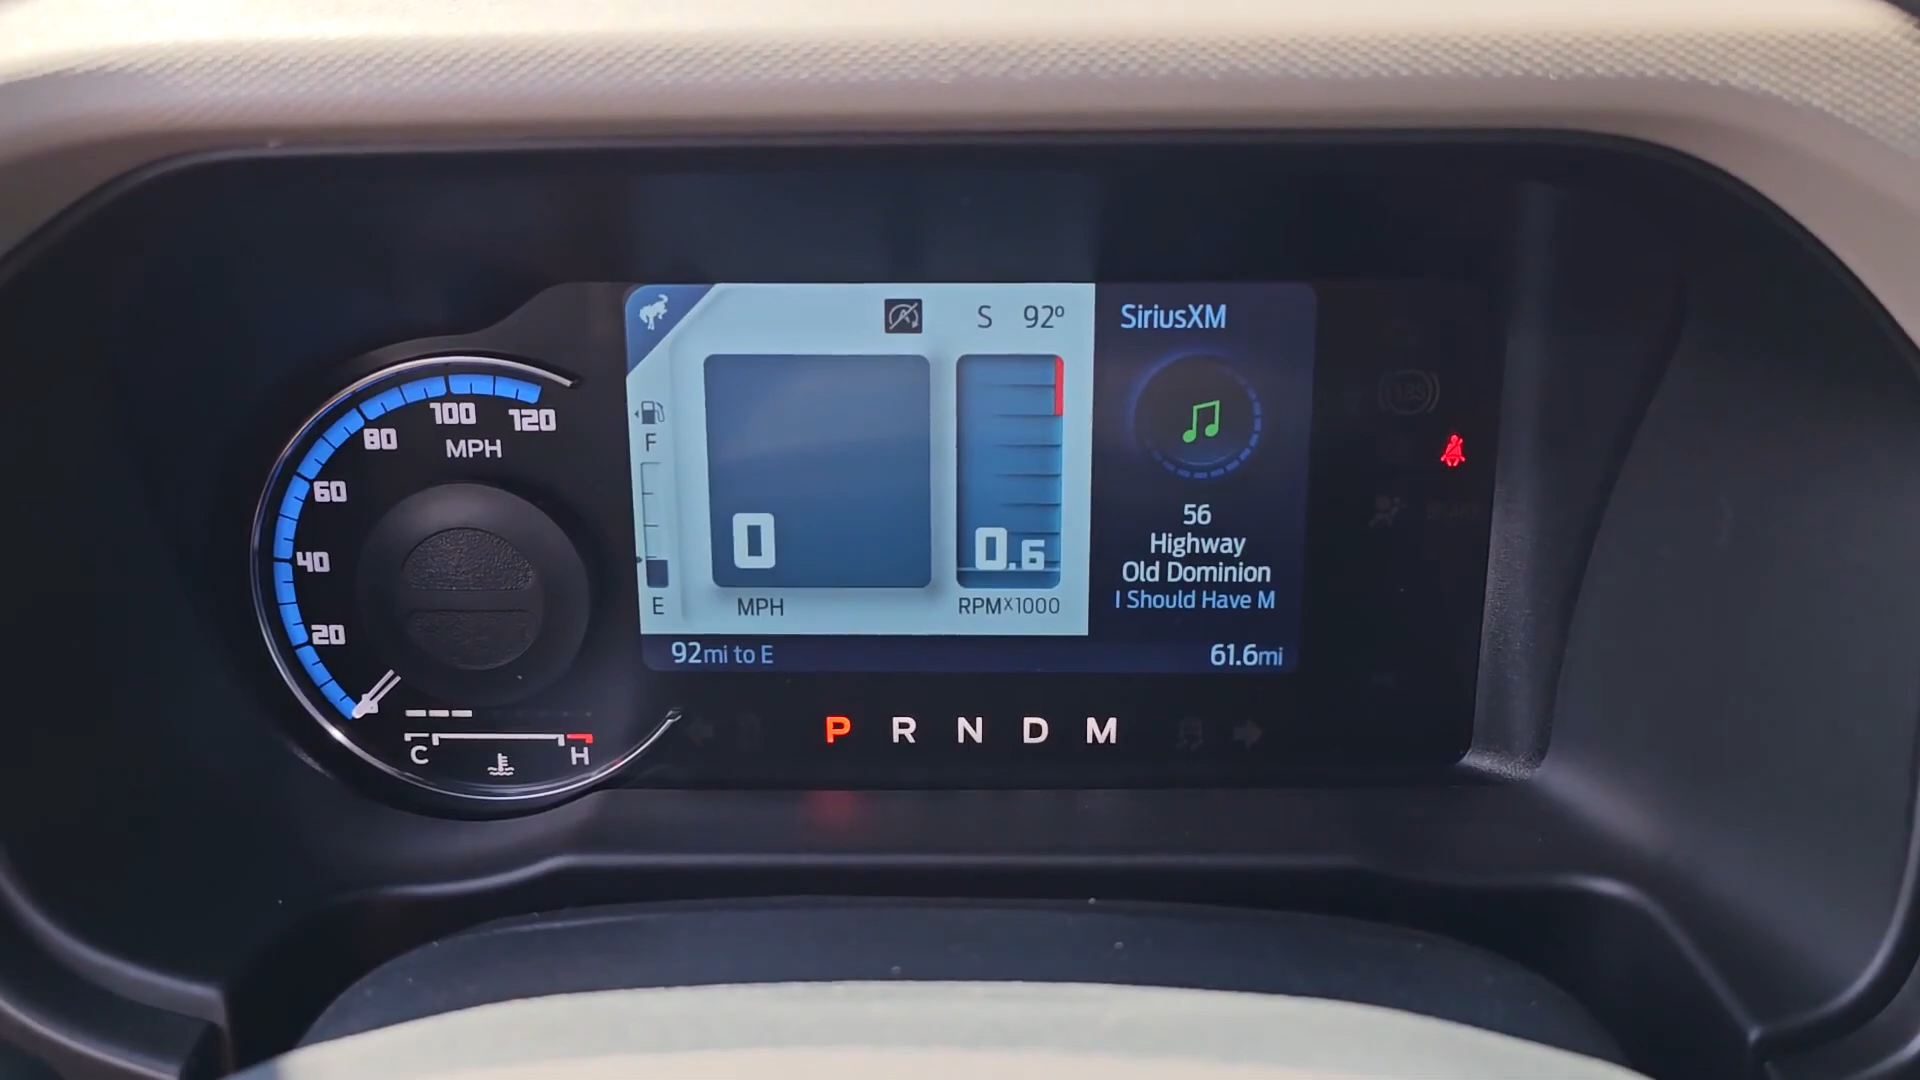 120
100
80
MPH
60
40
20
C
H
S 92º
F
E
0
MPH
0.6
RPMx1000
92mi to E
SiriusXM
56
Highway
Old Dominion
I Should Have M
61.6mi
P R N D M
ABS